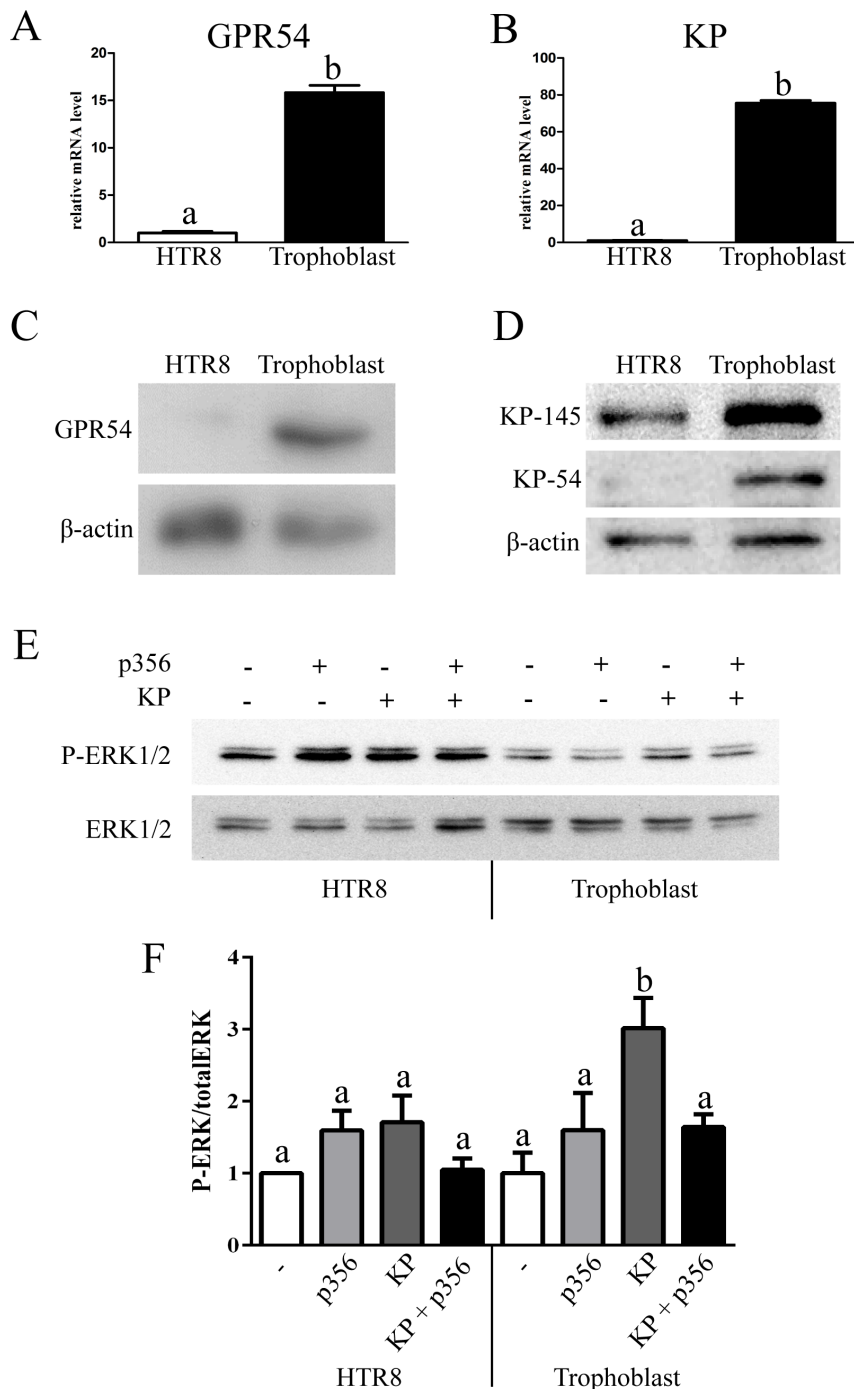 A
GPR54
relative mRNA level
20
15
10
5
0
a
b
HTR8 Trophoblast
B
KP
relative mRNA level
100
80
60
40
20
0
a
b
HTR8 Trophoblast
C
HTR8 Trophoblast
GPR54
β-actin
D
HTR8 Trophoblast
KP-145
KP-54
β-actin
E
p356 - + - + - + - +
KP - - + + - - + +
P-ERK1/2
ERK1/2
HTR8 Trophoblast
F
P-ERK/totalERK
4
3
2
1
0
a a a a a a b a
- p356 KP KP + p356 - p356 KP KP + p356
HTR8 Trophoblast